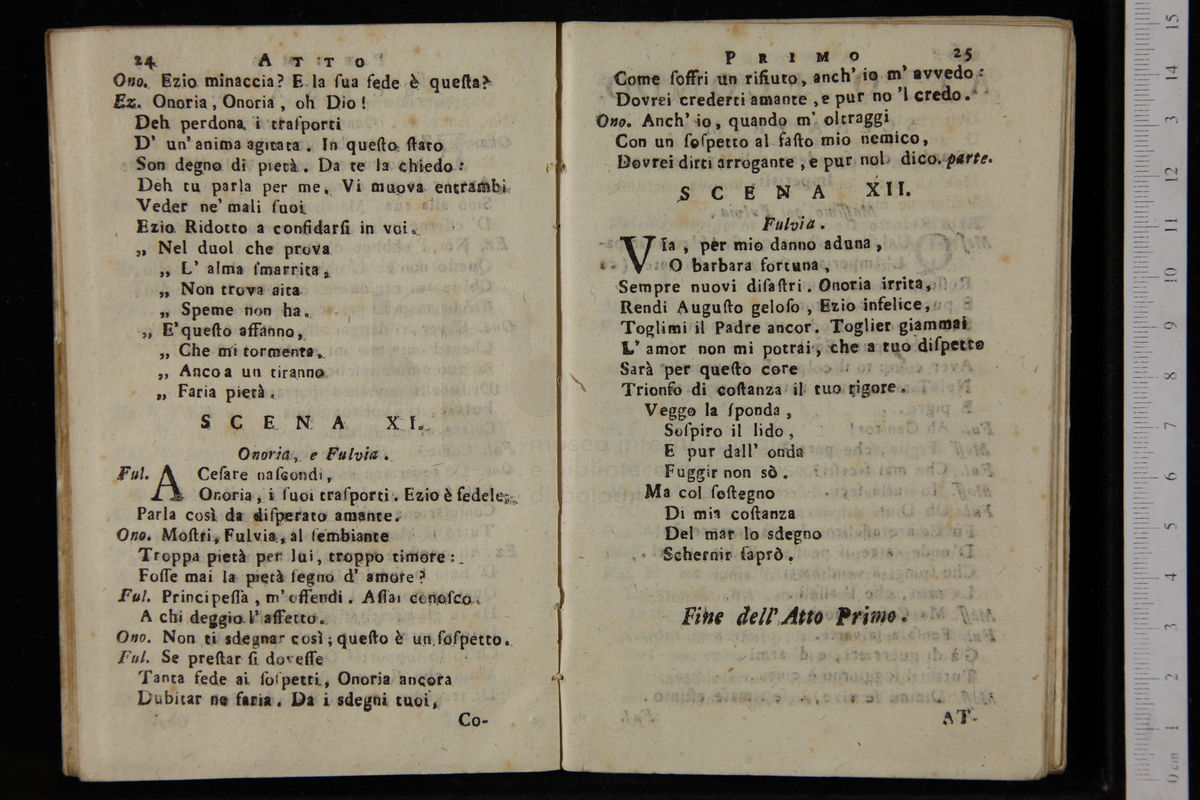 24 ATTO
Ono. Ezio minaccia? E la ſua fede è queſta?
Ez. Onoria, Onoria, oh Dio!
Deh perdona i traſporti
D' un'anima agitata. In queſto ſtato
Son degno di pietà. Da te la chiedo:
Deh tu parla per me. Vi muova entrambi
Veder ne' mali ſuoi
Ezio Ridotto a confidarſi in voi.
„ Nel duol che prova
„ L' alma ſmarrita,
„ Non trova aita
„ Speme non ha.
„ E' queſto affanno,
„ Che mi tormenta.
„ Anco a un tiranno
„ Faria pietà.
SCENA XI.
Onoria, e Fulvia.
Ful. A Ceſare naſcondi,
Onoria, i ſuoi traſporti. Ezio è fedele;
Parla così da diſperato amante.
Ono. Moſtri, Fulvia, al ſembiante
Troppa pietà per lui, troppo timore:
Foſſe mai la pietà ſegno d' amore?
Ful. Principeſſa, m' offendi. Aſſai conoſco
A chi deggio l' affetto.
Ono. Non ti sdegnar così; queſto è un ſoſpetto.
Ful. Se preſtar ſi doveſſe
Tanta fede ai ſoſpetti, Onoria ancora
Dubitar ne faria. Da i sdegni tuoi,
Co-
PRIMO 25
Come ſoffri un rifiuto, anch' io m' avvedo:
Dovrei crederti amante, e pur no 'l credo.
Ono. Anch' io, quando m' oltraggi
Con un ſoſpetto al faſto mio nemico,
Dovrei dirti arrogante, e pur nol dico. parte.
SCENA XII.
Fulvia.
VIa, per mio danno aduna,
O barbara fortuna,
Sempre nuovi diſaſtri. Onoria irrita,
Rendi Auguſto geloſo, Ezio infelice,
Toglimi il Padre ancor. Toglier giammai
L' amor non mi potrai, che a tuo diſpetto
Sarà per queſto core
Trionfo di coſtanza il tuo rigore.
Veggo la ſponda,
Soſpiro il lido,
E pur dall' onda
Fuggir non sò.
Ma col ſoſtegno
Di mia coſtanza
Del mar lo sdegno
Schernir ſaprò.
Fine dell' Atto Primo.
AT-